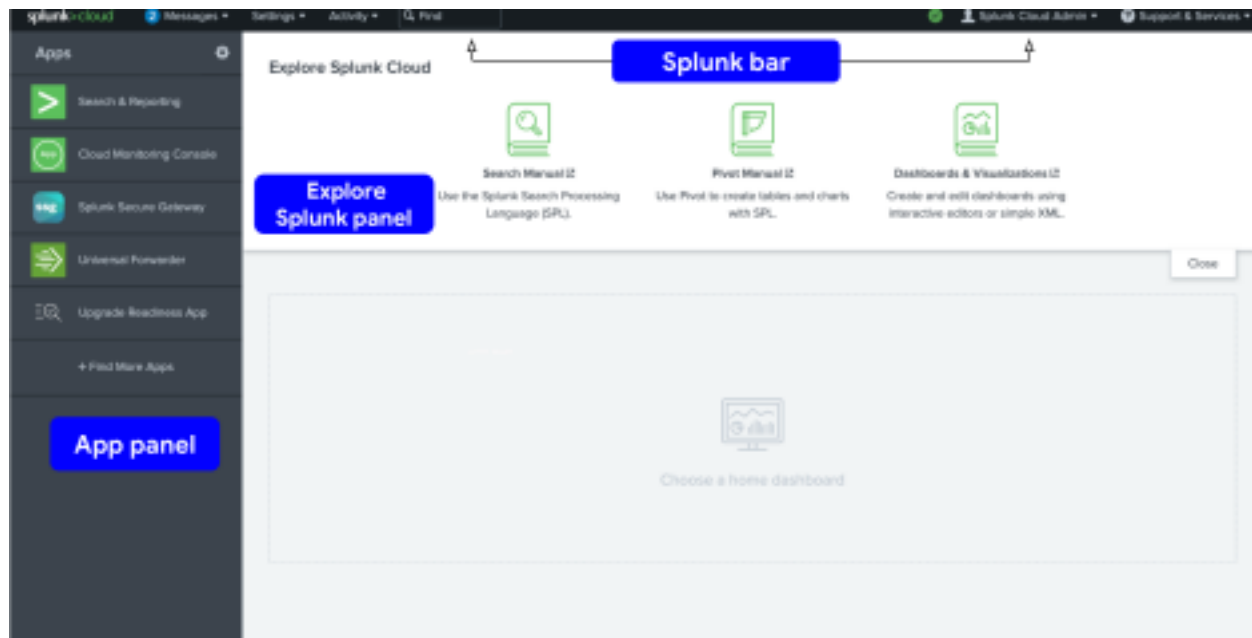 splunk>cloud 2 Messages Settings Activity Find Splunk Cloud Admin ? Support & Services
Apps
Search & Reporting
App Cloud Monitoring Console
ssg Splunk Secure Gateway
Universal Forwarder
Upgrade Readiness App
+ Find More Apps
App panel
Explore Splunk Cloud
Splunk bar
Explore
Splunk panel
Search Manual
Use the Splunk Search Processing
Language (SPL).
Pivot Manual
Use Pivot to create tables and charts
with SPL.
Dashboards & Visualizations
Create and edit dashboards using
interactive editors or simple XML.
Close
Choose a home dashboard